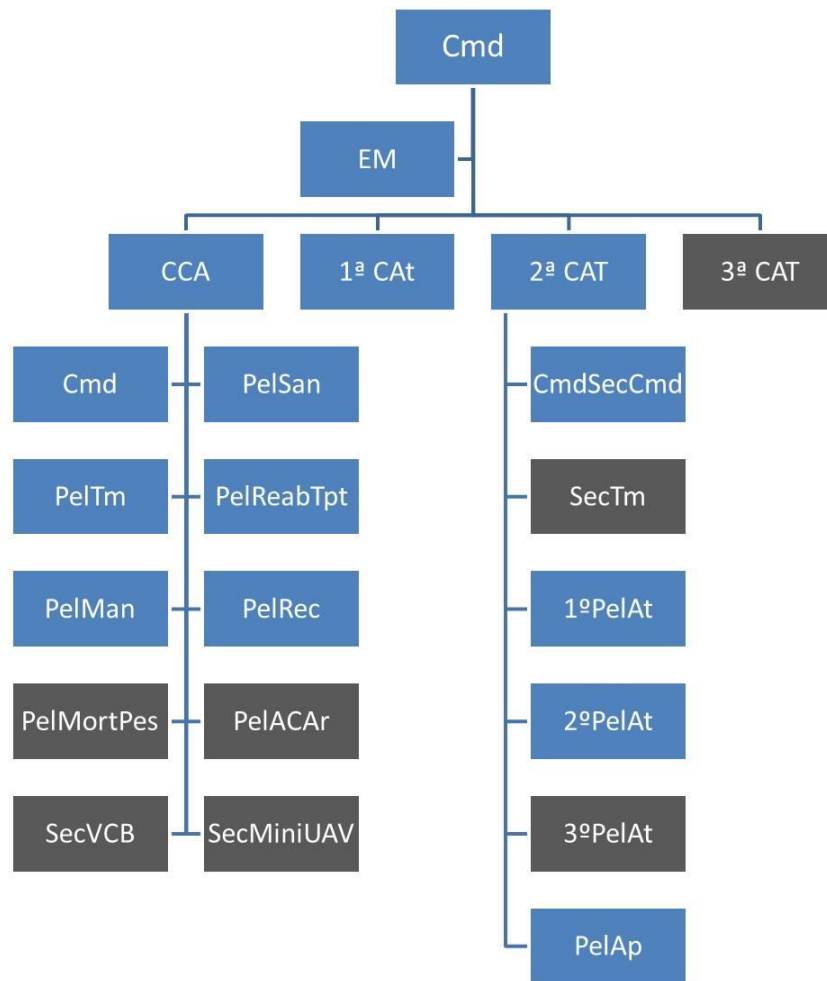 Cmd
EM
CCA
1ª CAt
2ª CAT
3ª CAT
Cmd
PelSan
CmdSecCmd
PelTm
PelReabTpt
SecTm
PelMan
PelRec
1ºPelAt
PelMortPes
PelACAr
2ºPelAt
SecVCB
SecMiniUAV
3ºPelAt
PelAp